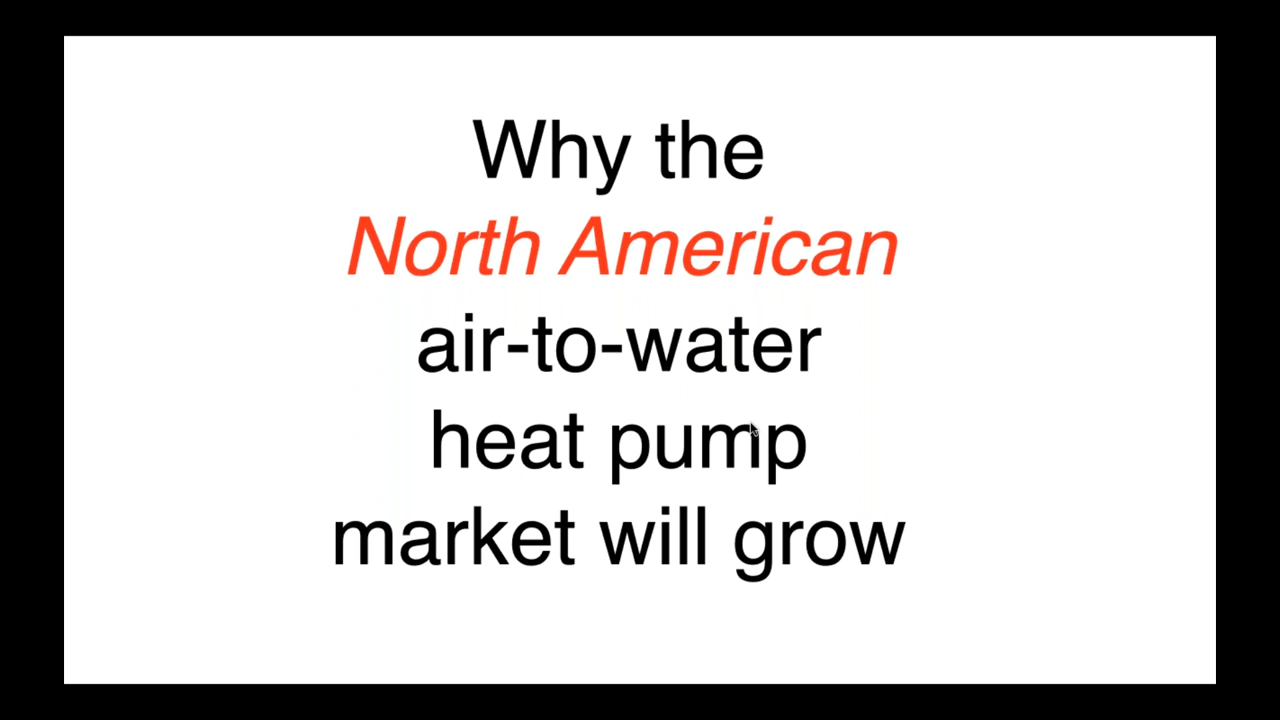 Why the
North American
air-to-water
heat pump
market will grow